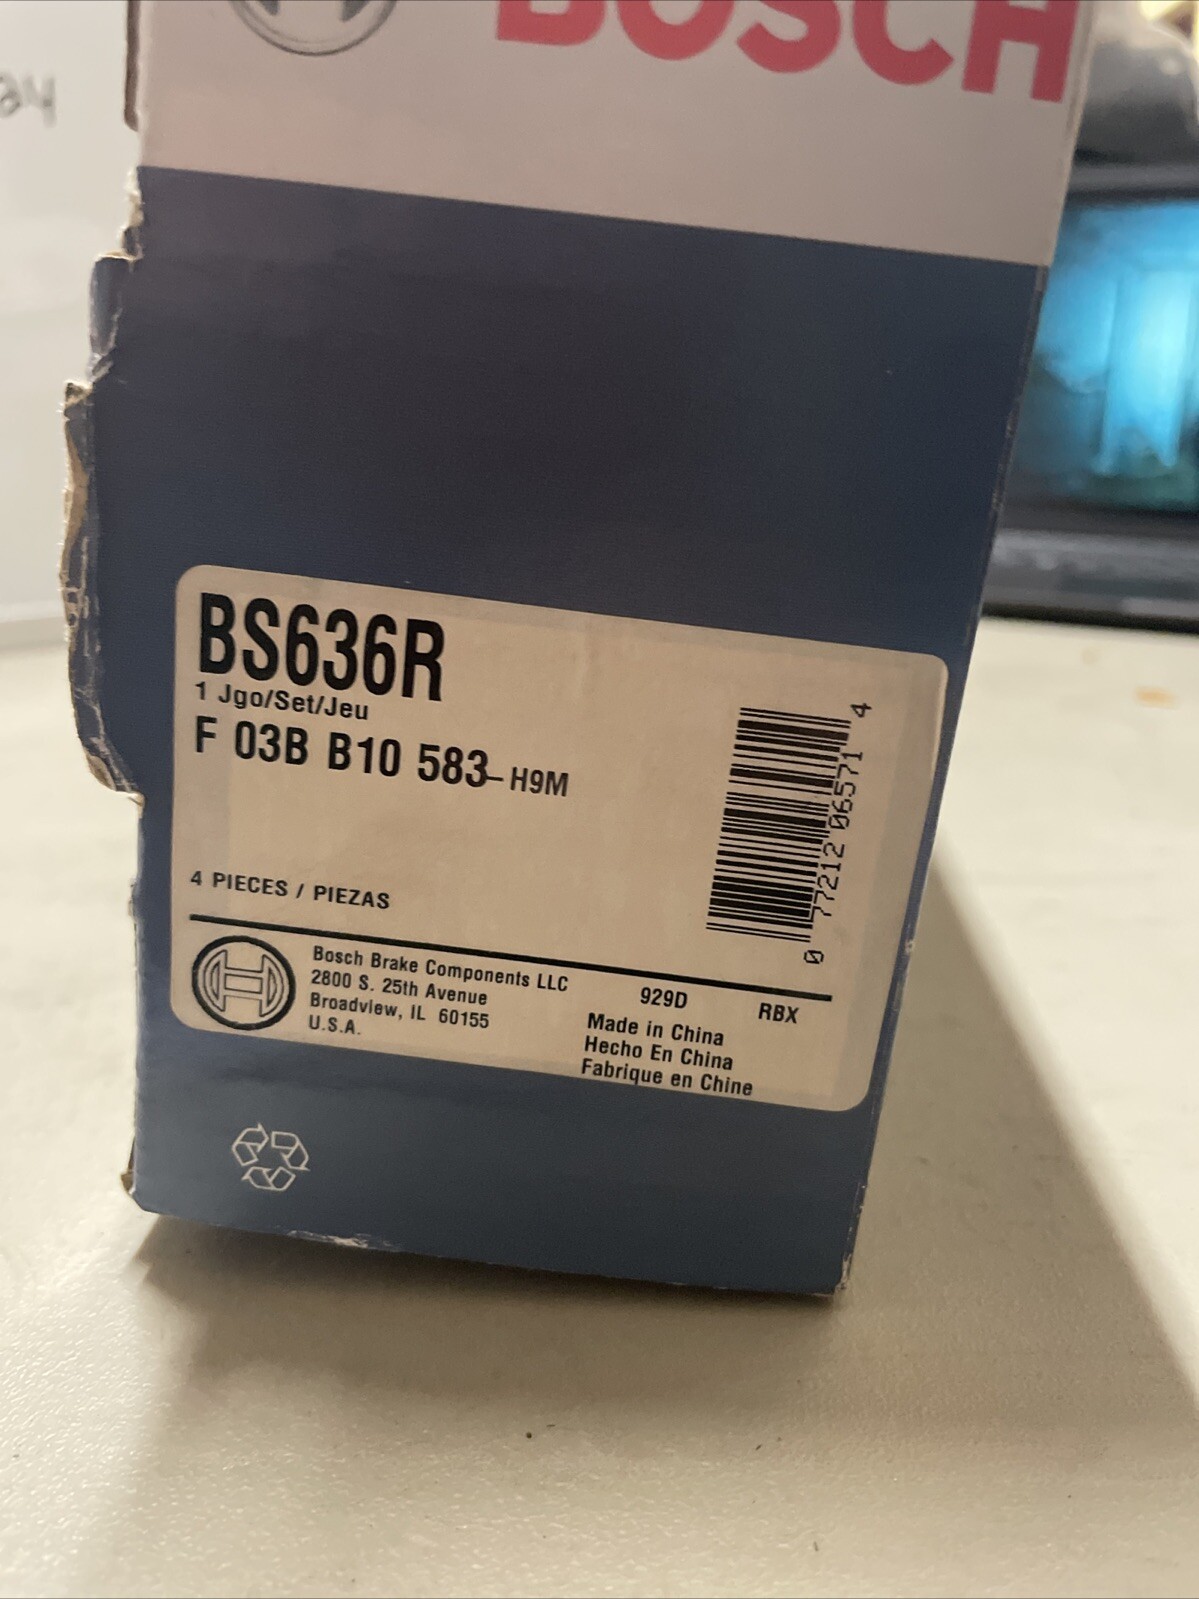 BOSCH
ay
BS636R
1 Jgo/Set/Jeu
F 03B B10 583-H9M
4 PIECES / PIEZAS
0 77212 06571 4
Bosch Brake Components LLC
2800 S. 25th Avenue
Broadview, IL 60155
U.S.A.
929D RBX
Made in China
Hecho En China
Fabrique en Chine